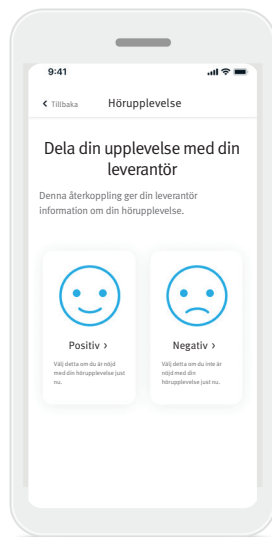 9:41
Tillbaka Hörupplevelse
Dela din upplevelse med din
leverantör
Denna återkoppling ger din leverantör
information om din hörupplevelse.
Positiv ›
Välj detta om du är nöjd
med din hörupplevelse just
nu.
Negativ ›
Välj detta om du inte är
nöjd med din
hörupplevelse just nu.